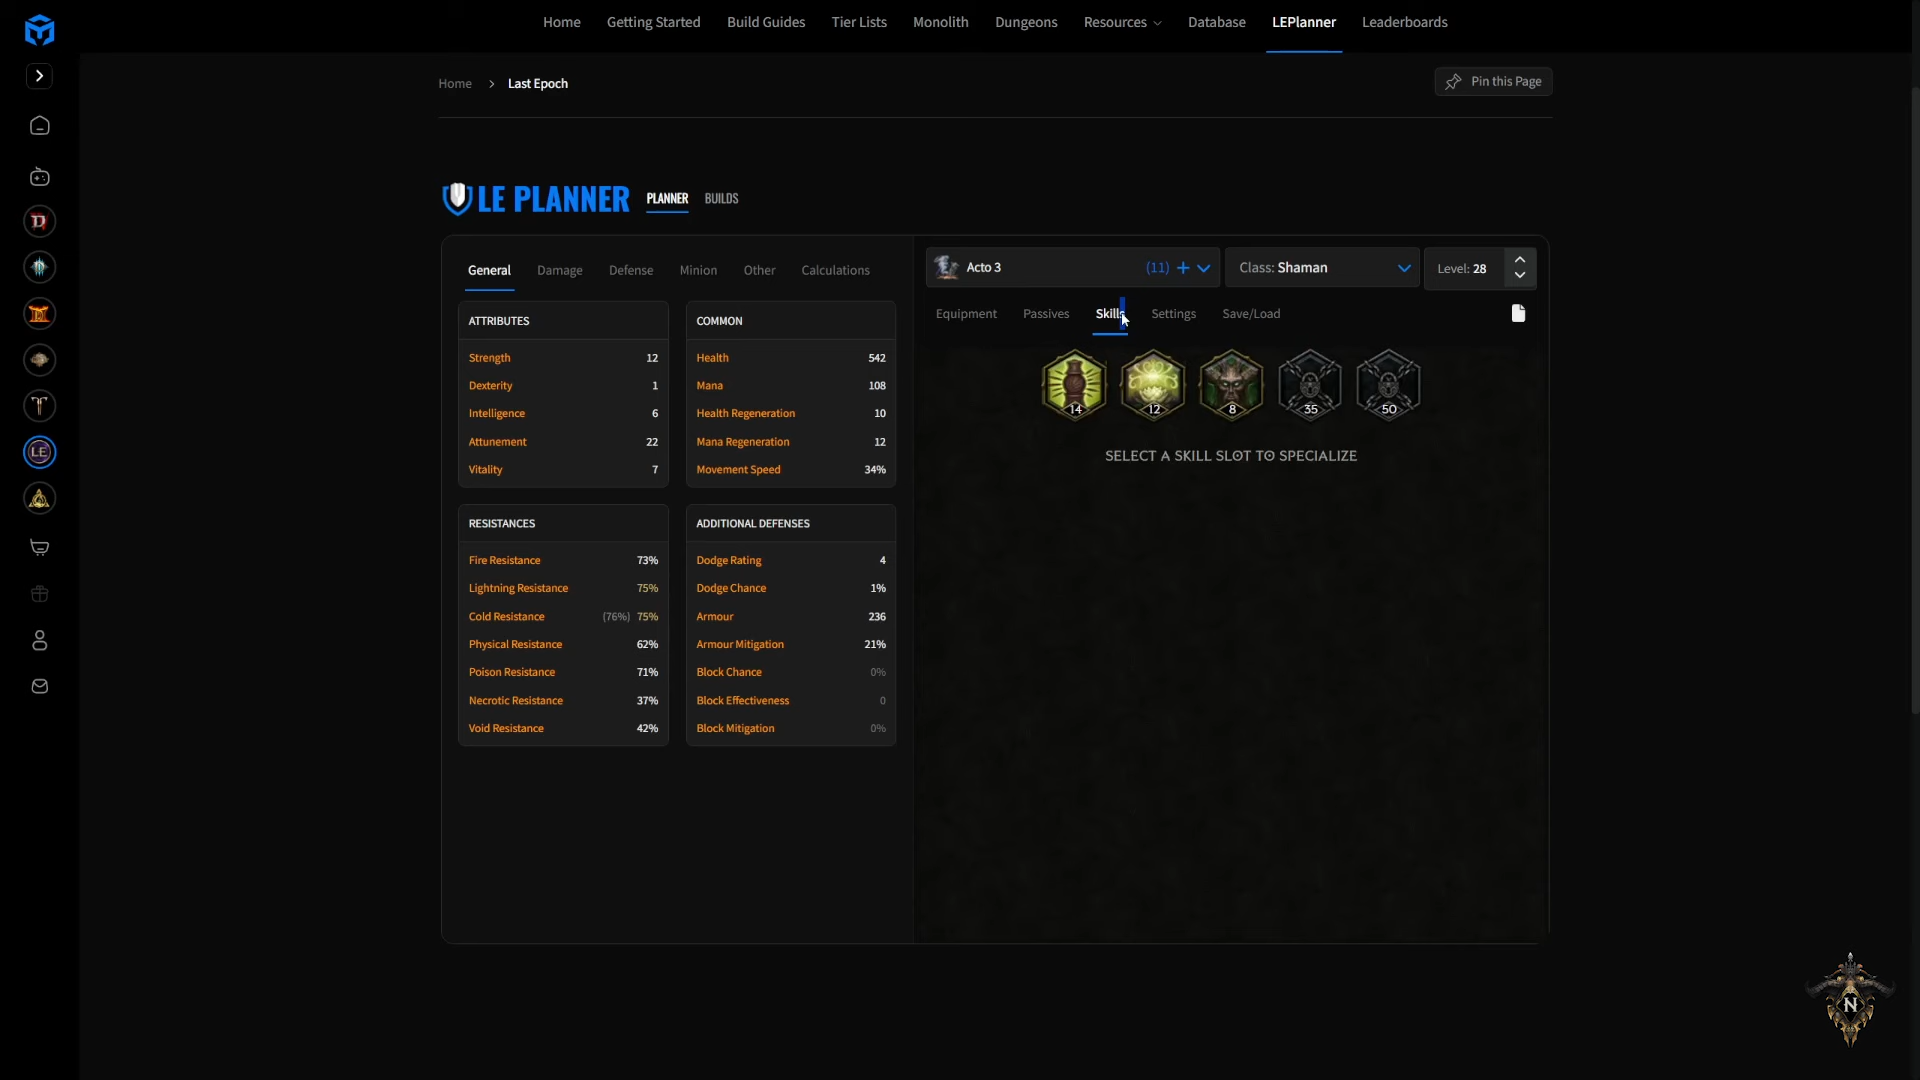 Home Getting Started Build Guides Tier Lists Monolith Dungeons Resources Database LEPlanner Leaderboards
Home > Last Epoch
Pin this Page
LE PLANNER PLANNER BUILDS
General Damage Defense Minion Other Calculations
Acto 3 (11) + Class: Shaman Level: 28
Equipment Passives Skills Settings Save/Load
ATTRIBUTES
Strength 12
Dexterity 1
Intelligence 6
Attunement 22
Vitality 7
COMMON
Health 542
Mana 108
Health Regeneration 10
Mana Regeneration 12
Movement Speed 34%
RESISTANCES
Fire Resistance 73%
Lightning Resistance 75%
Cold Resistance (76%) 75%
Physical Resistance 62%
Poison Resistance 71%
Necrotic Resistance 37%
Void Resistance 42%
ADDITIONAL DEFENSES
Dodge Rating 4
Dodge Chance 1%
Armour 236
Armour Mitigation 21%
Block Chance 0%
Block Effectiveness 0
Block Mitigation 0%
14 12 8 35 50
SELECT A SKILL SLOT TO SPECIALIZE
D
LE
N